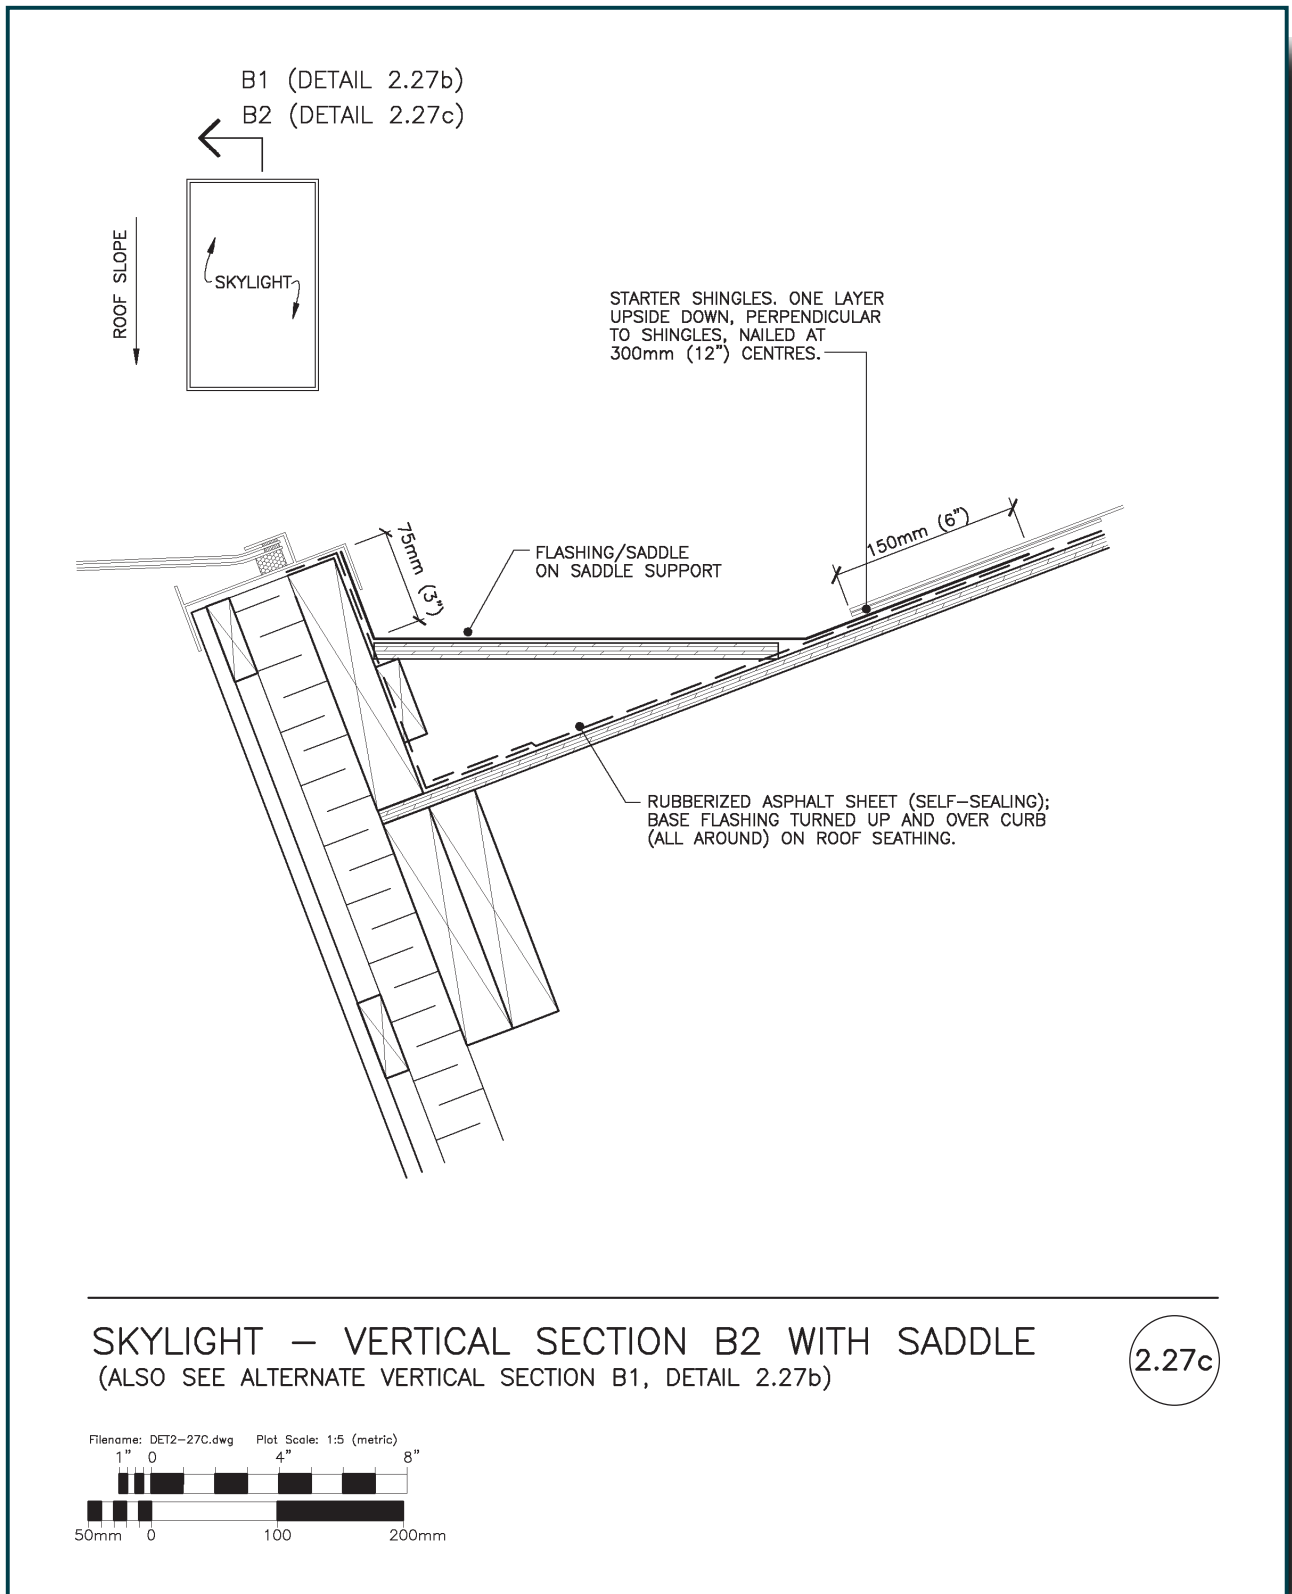 B1 (DETAIL 2.27b)
B2 (DETAIL 2.27c)
ROOF SLOPE
SKYLIGHT
STARTER SHINGLES. ONE LAYER
UPSIDE DOWN, PERPENDICULAR
TO SHINGLES, NAILED AT
300mm (12") CENTRES.
75mm (3")
FLASHING/SADDLE
ON SADDLE SUPPORT
150mm (6")
RUBBERIZED ASPHALT SHEET (SELF-SEALING);
BASE FLASHING TURNED UP AND OVER CURB
(ALL AROUND) ON ROOF SEATHING.
SKYLIGHT - VERTICAL SECTION B2 WITH SADDLE
(ALSO SEE ALTERNATE VERTICAL SECTION B1, DETAIL 2.27b)
2.27c
Filename: DET2-27C.dwg Plot Scale: 1:5 (metric)
1" 0 4" 8"
50mm 0 100 200mm